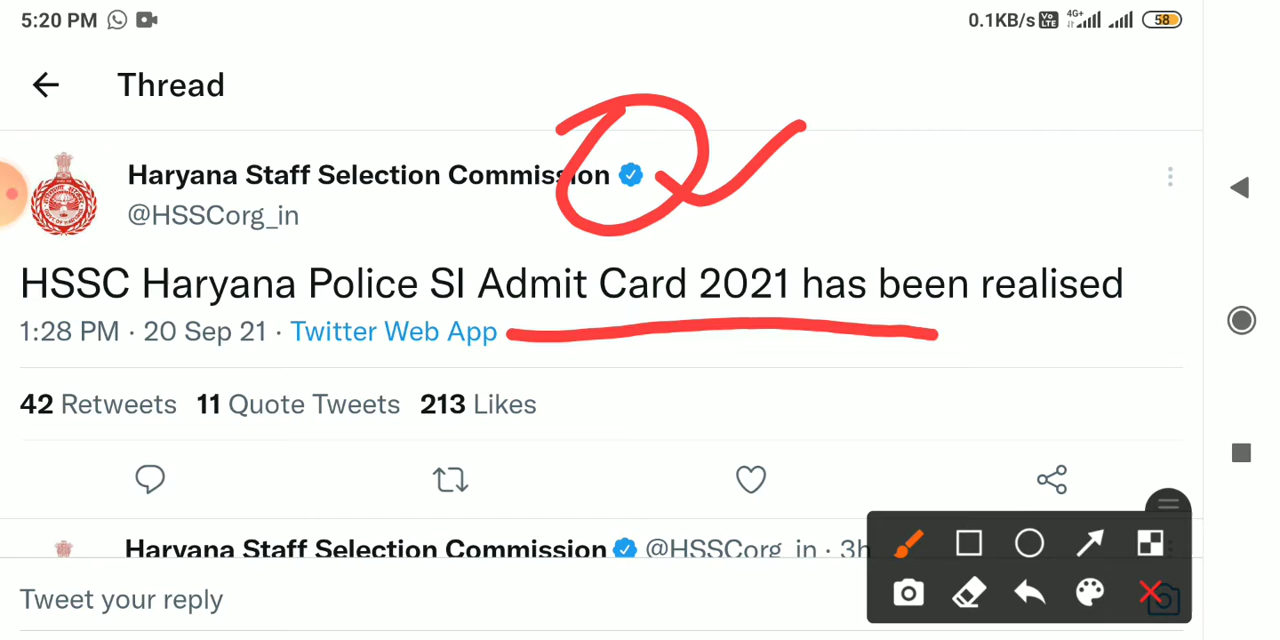 5:20 PM
0.1KB/s Vo LTE 4G+ 58
Thread
Haryana Staff Selection Commission
@HSSCorg_in
HSSC Haryana Police SI Admit Card 2021 has been realised
1:28 PM · 20 Sep 21 · Twitter Web App
42 Retweets 11 Quote Tweets 213 Likes
Haryana Staff Selection Commission @HSSCorg_in · 3h
Tweet your reply